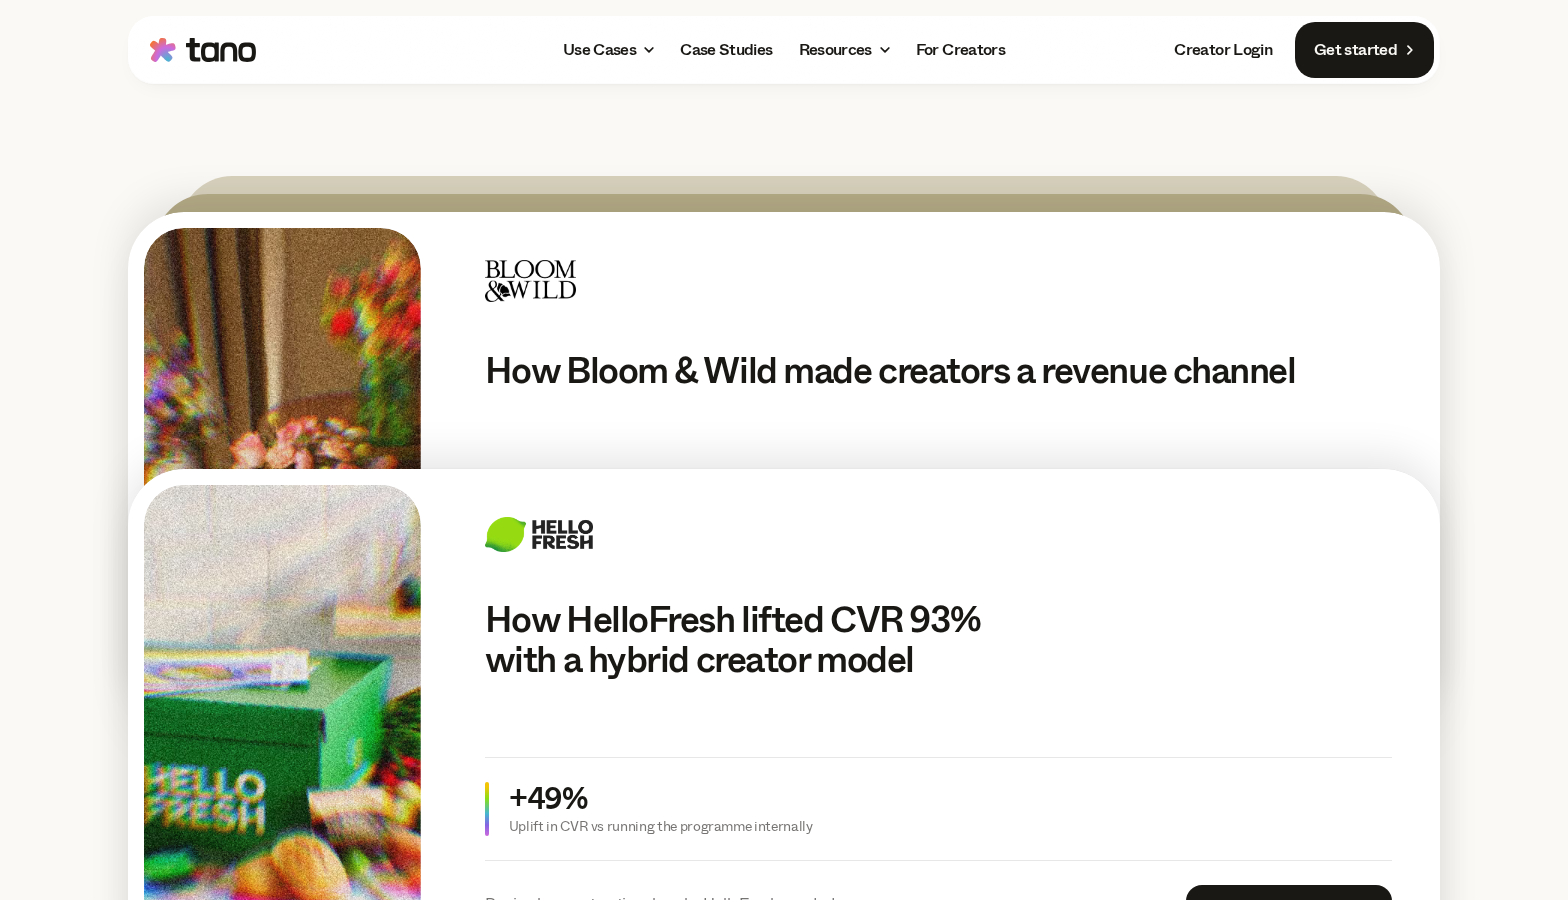 tano
Use Cases
Case Studies
Resources
For Creators
Creator Login
Get started
BLOOM
&WILD
How Bloom & Wild made creators a revenue channel
HELLO
FRESH
How HelloFresh lifted CVR 93%
with a hybrid creator model
HELLO
FRESH
+49%
Uplift in CVR vs running the programme internally